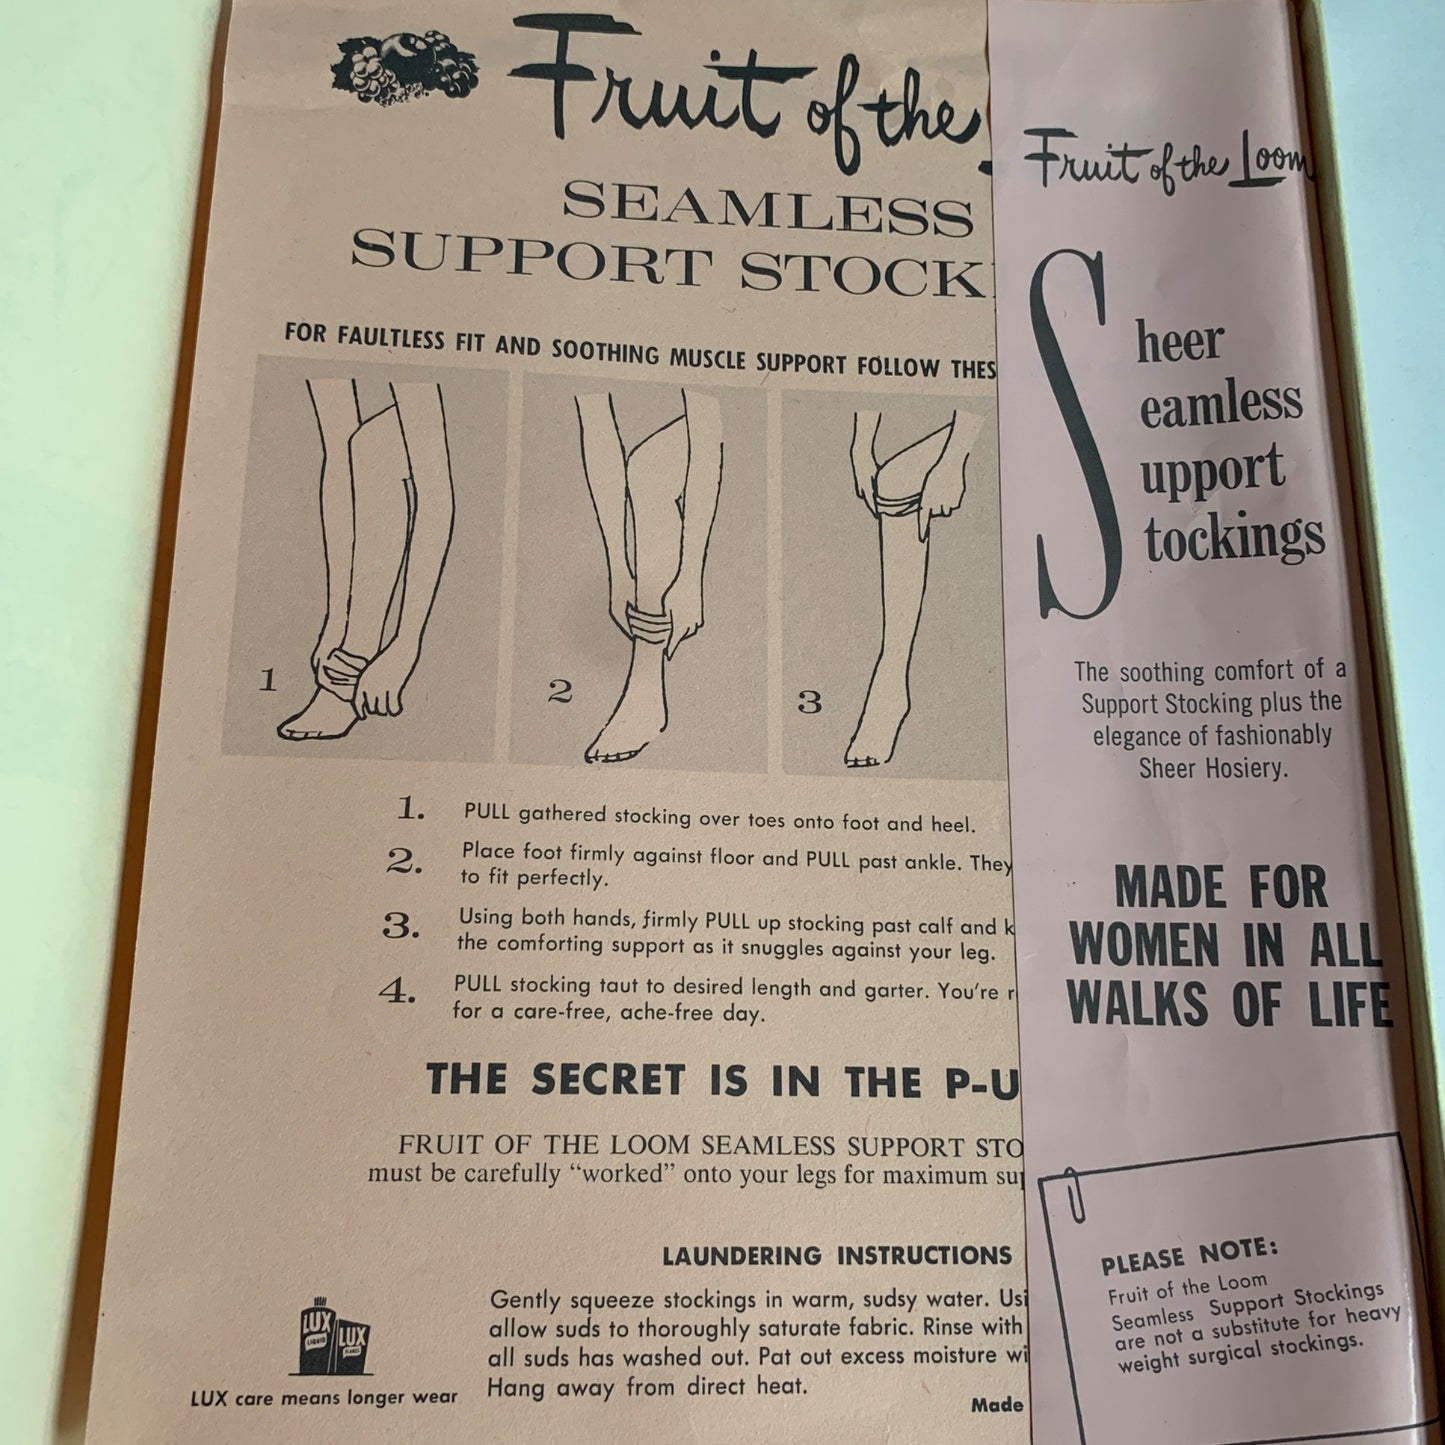 Fruit of the
SEAMLESS
SUPPORT
FOR FAULTLESS FIT AND SOOTHING MUSCLE SUPPORT FOLLOW
1
2
3
1. PULL gathered stocking over toes onto foot and heel.
2. Place foot firmly against floor and PULL past ankle. They
to fit perfectly.
3. Using both hands, firmly PULL up stocking past calf and
the comforting support as it snuggles against your leg.
4. PULL stocking taut to desired length and garter. You're
for a care-free, ache-free day.
THE SECRET IS IN THE
FRUIT OF THE LOOM SEAMLESS SUPPORT
must be carefully “worked” onto your legs for maximum
LAUNDERING INSTRUCTIONS
Gently squeeze stockings in warm, sudsy water.
allow suds to thoroughly saturate fabric. Rinse with
all suds has washed out. Pat out excess moisture
Hang away from direct heat.
Made
LUX
LIQUID
LUX
LUX care means longer wear
Fruit of the Loom
Sheer
eamless
upport
tockings
The soothing comfort of a
Support Stocking plus the
elegance of fashionably
Sheer Hosiery.
MADE FOR
WOMEN IN ALL
WALKS OF LIFE
PLEASE NOTE:
Fruit of the Loom
Seamless Support Stockings
are not a substitute for heavy
weight surgical stockings.